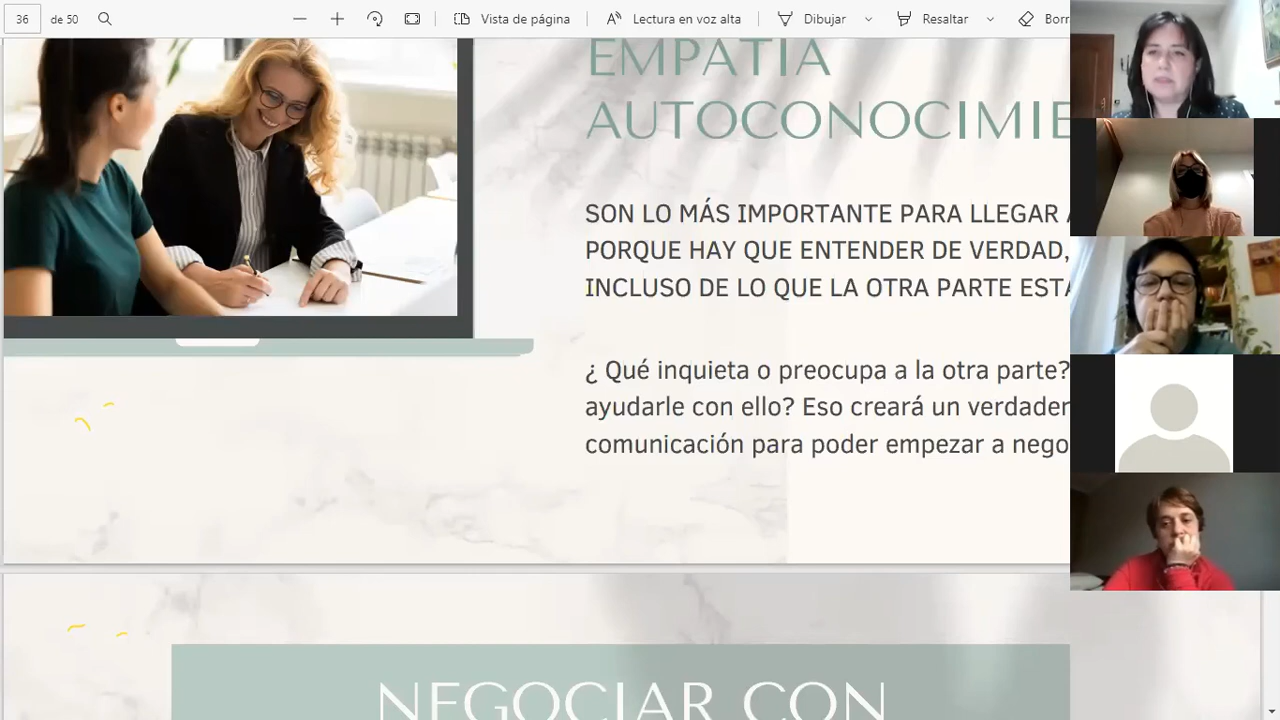 36 de 50 Vista de página Lectura en voz alta Dibujar Resaltar Borr
EMPATÍA
AUTOCONOCIMIE
SON LO MÁS IMPORTANTE PARA LLEGAR A
PORQUE HAY QUE ENTENDER DE VERDAD,
INCLUSO DE LO QUE LA OTRA PARTE ESTÁ
¿ Qué inquieta o preocupa a la otra parte?
ayudarle con ello? Eso creará un verdader
comunicación para poder empezar a nego
NEGOCIAR CON